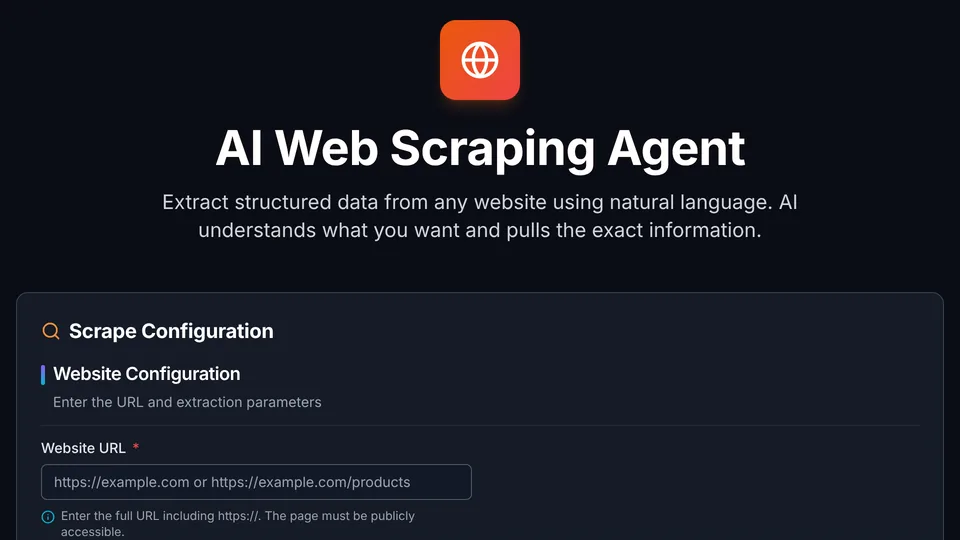 AI Web Scraping Agent
Extract structured data from any website using natural language. AI
understands what you want and pulls the exact information.
Scrape Configuration
Website Configuration
Enter the URL and extraction parameters
Website URL *
https://example.com or https://example.com/products
Enter the full URL including https://. The page must be publicly
accessible.